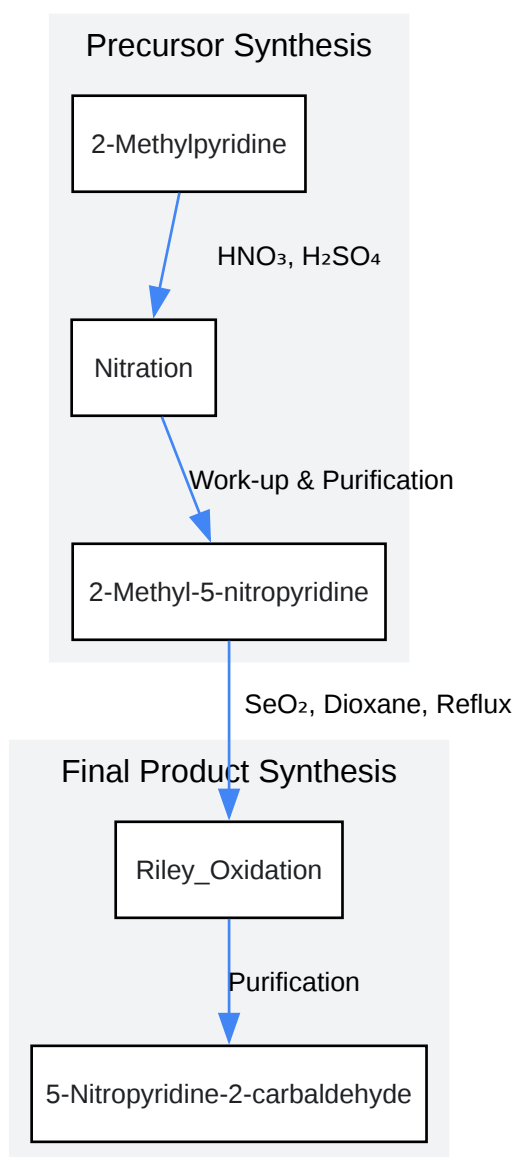 Precursor Synthesis
2-Methylpyridine
HNO₃, H₂SO₄
Nitration
Work-up & Purification
2-Methyl-5-nitropyridine
SeO₂, Dioxane, Reflux
Final Product Synthesis
Riley_Oxidation
Purification
5-Nitropyridine-2-carbaldehyde